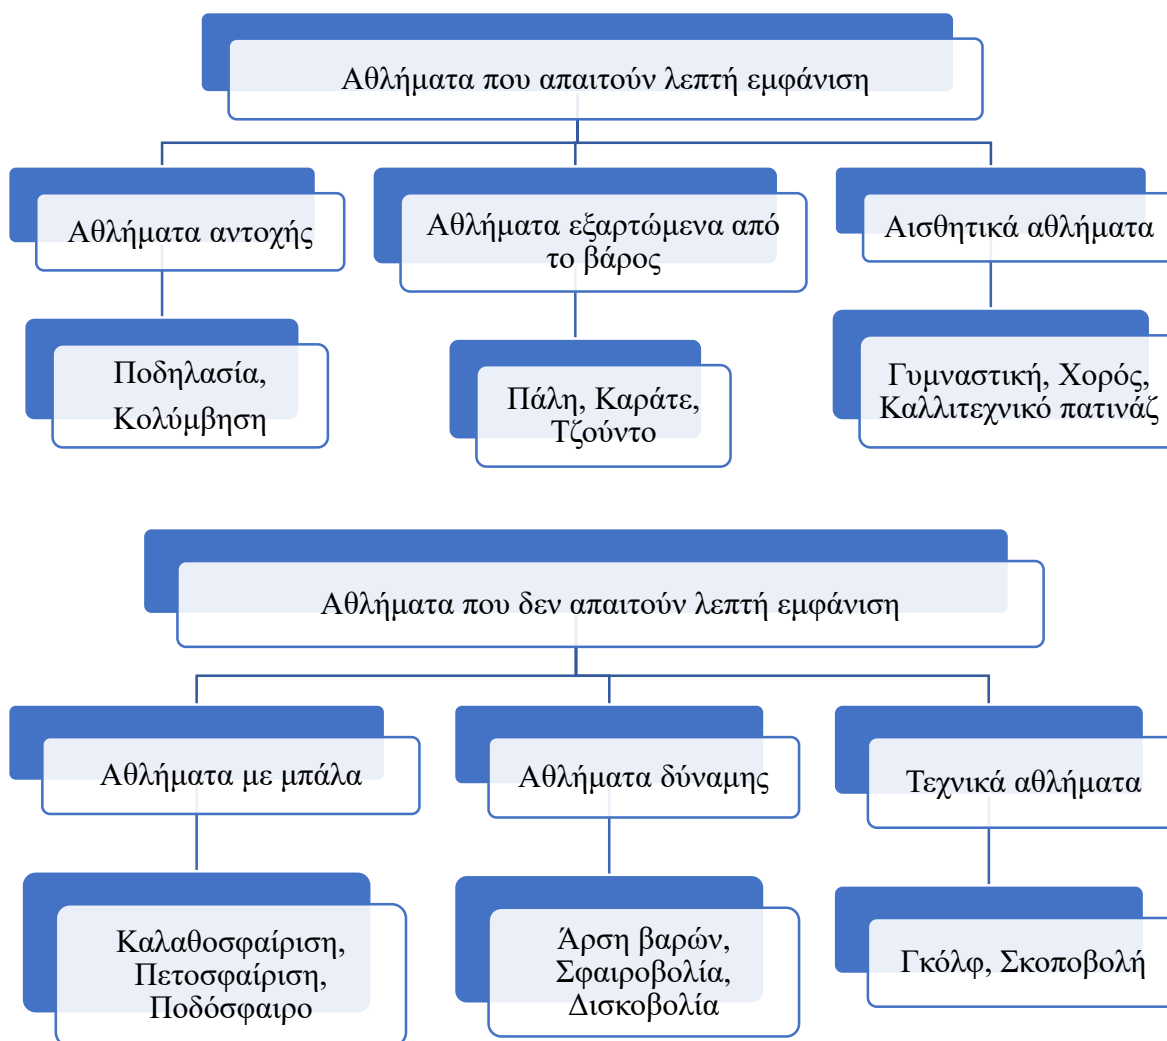 Αθλήματα που απαιτούν λεπτή εμφάνιση
Αθλήματα αντοχής
Αθλήματα εξαρτώμενα από
το βάρος
Αισθητικά αθλήματα
Ποδηλασία,
Κολύμβηση
Πάλη, Καράτε,
Τζούντο
Γυμναστική, Χορός,
Καλλιτεχνικό πατινάζ
Αθλήματα που δεν απαιτούν λεπτή εμφάνιση
Αθλήματα με μπάλα
Αθλήματα δύναμης
Τεχνικά αθλήματα
Καλαθοσφαίριση,
Πετοσφαίριση,
Ποδόσφαιρο
Άρση βαρών,
Σφαιροβολία,
Δισκοβολία
Γκόλφ, Σκοποβολή